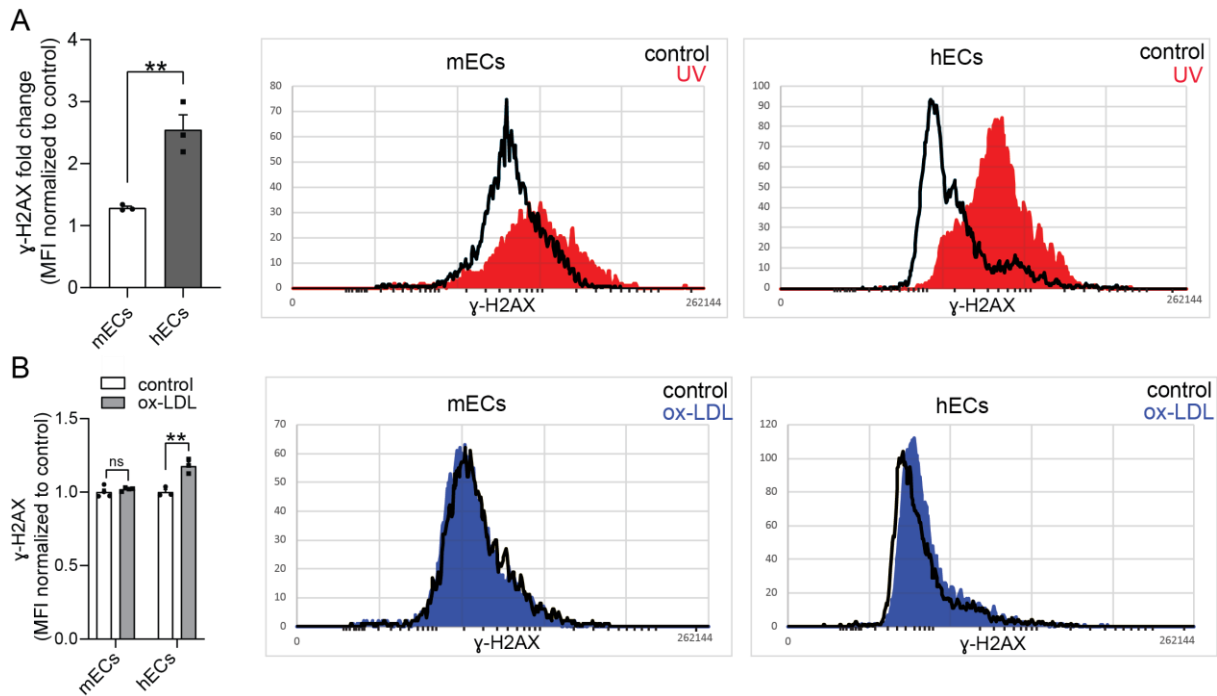 A
ɣ-H2AX fold change
(MFI normalized to control)
4
3
2
1
0
**
mECs
hECs
mECs
control
UV
80
70
60
50
40
30
20
10
0
0
262144
ɣ-H2AX
hECs
control
UV
100
90
80
70
60
50
40
30
20
10
0
0
262144
ɣ-H2AX
B
control
ox-LDL
ɣ-H2AX
(MFI normalized to control)
1.5
1.0
0.5
0.0
ns
**
mECs
hECs
mECs
control
ox-LDL
70
60
50
40
30
20
10
0
0
262144
ɣ-H2AX
hECs
control
ox-LDL
120
100
80
60
40
20
0
0
262144
ɣ-H2AX